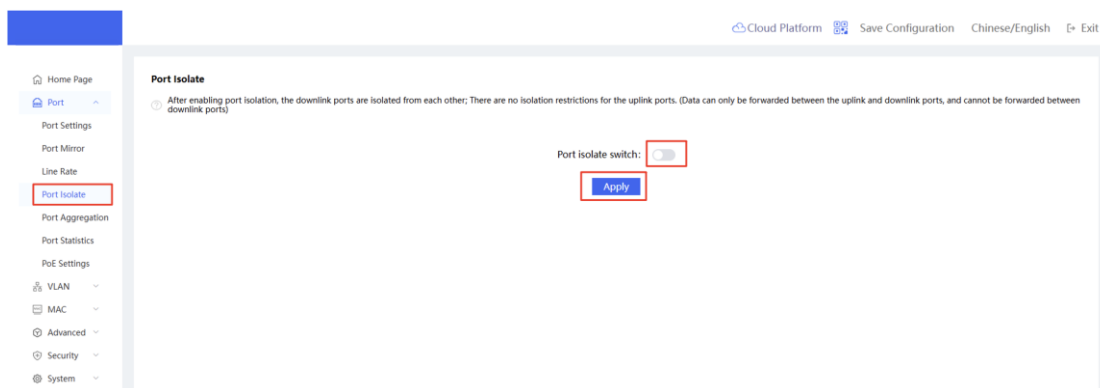 Cloud Platform Save Configuration Chinese/English Exit
Home Page
Port
Port Settings
Port Mirror
Line Rate
Port Isolate
Port Aggregation
Port Statistics
PoE Settings
VLAN
MAC
Advanced
Security
System
Port Isolate
After enabling port isolation, the downlink ports are isolated from each other; There are no isolation restrictions for the uplink ports. (Data can only be forwarded between the uplink and downlink ports, and cannot be forwarded between
downlink ports)
Port isolate switch:
Apply